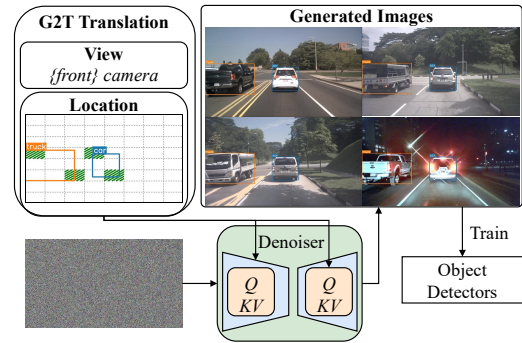 G2T Translation
View
{front} camera
Location
truck
car
Generated Images
Denoiser
Q
KV
Q
KV
Train
Object
Detectors